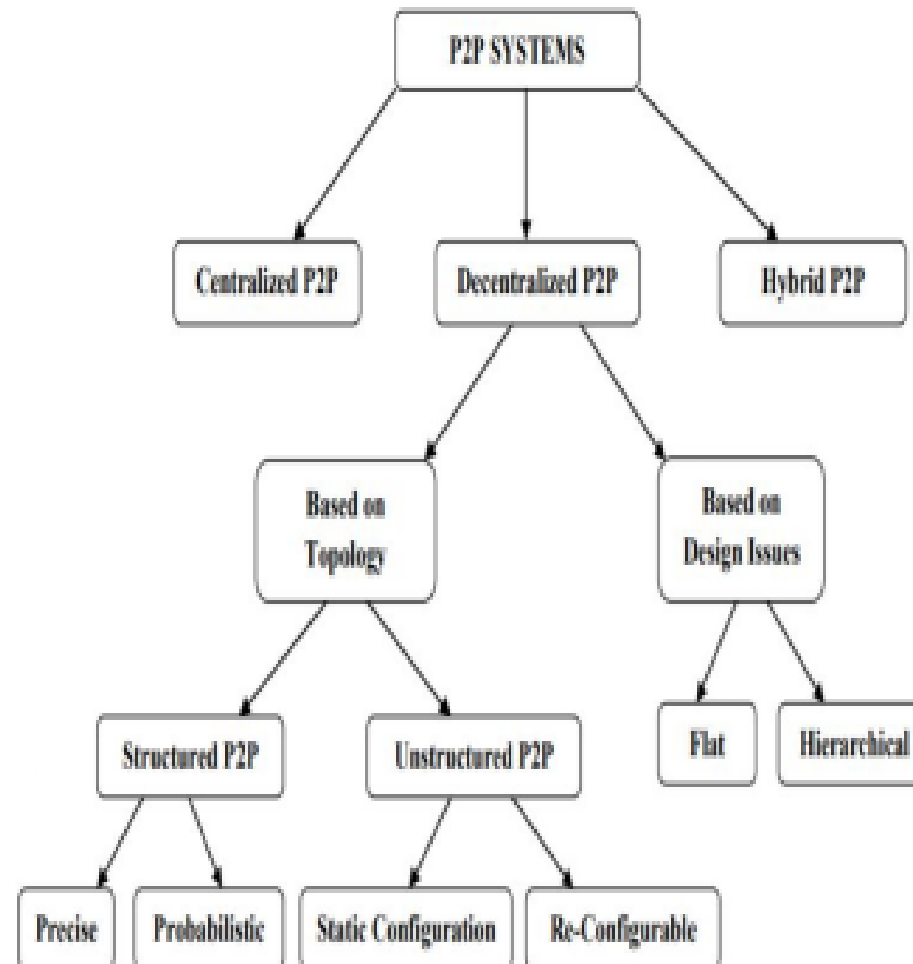 P2P SYSTEMS
Centralized P2P
Decentralized P2P
Hybrid P2P
Based on
Topology
Based on
Design Issues
Structured P2P
Unstructured P2P
Flat
Hierarchical
Precise
Probabilistic
Static Configuration
Re-Configurable